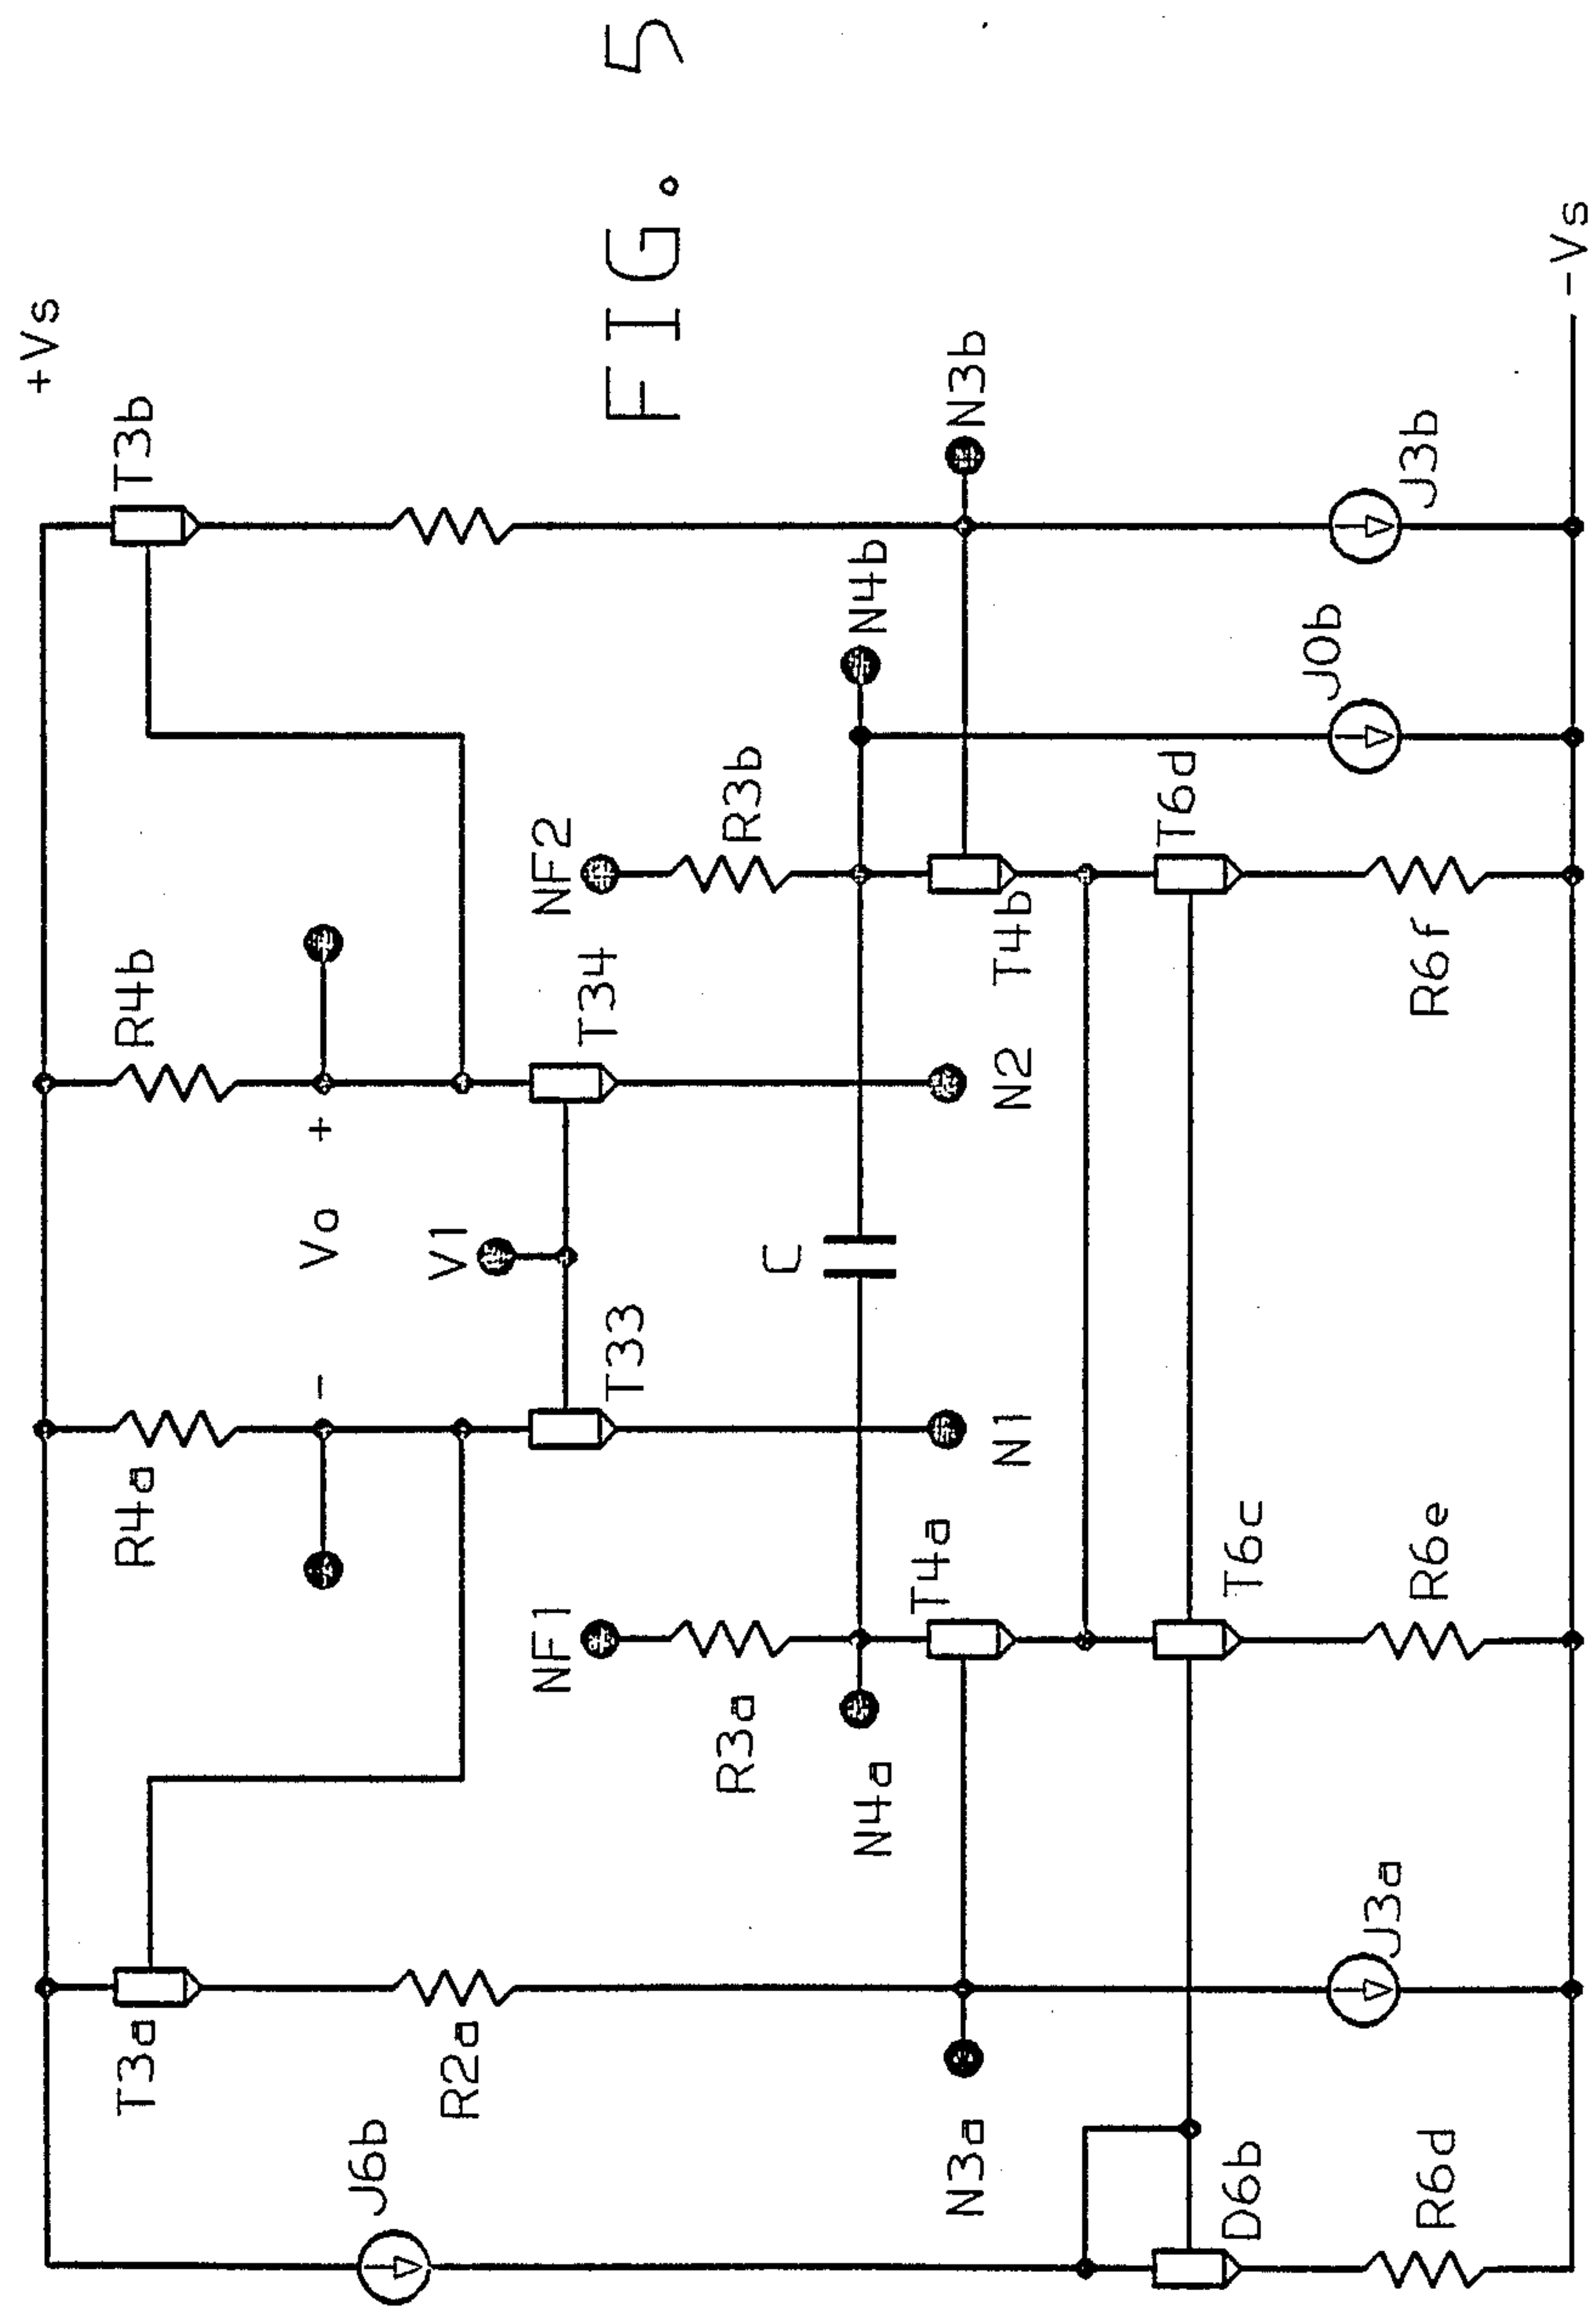 +Vs
T3b
R4b
R4a
T3a
J6b
Vo
+
-
V1
R2a
NF2
NF1
T34
T33
FIG. 5
R3b
R3a
C
N4b
N4a
N3b
N3a
T4b
T4a
N2
N1
T6d
T6c
D6b
J0b
J3b
J3a
R6f
R6e
R6d
-Vs